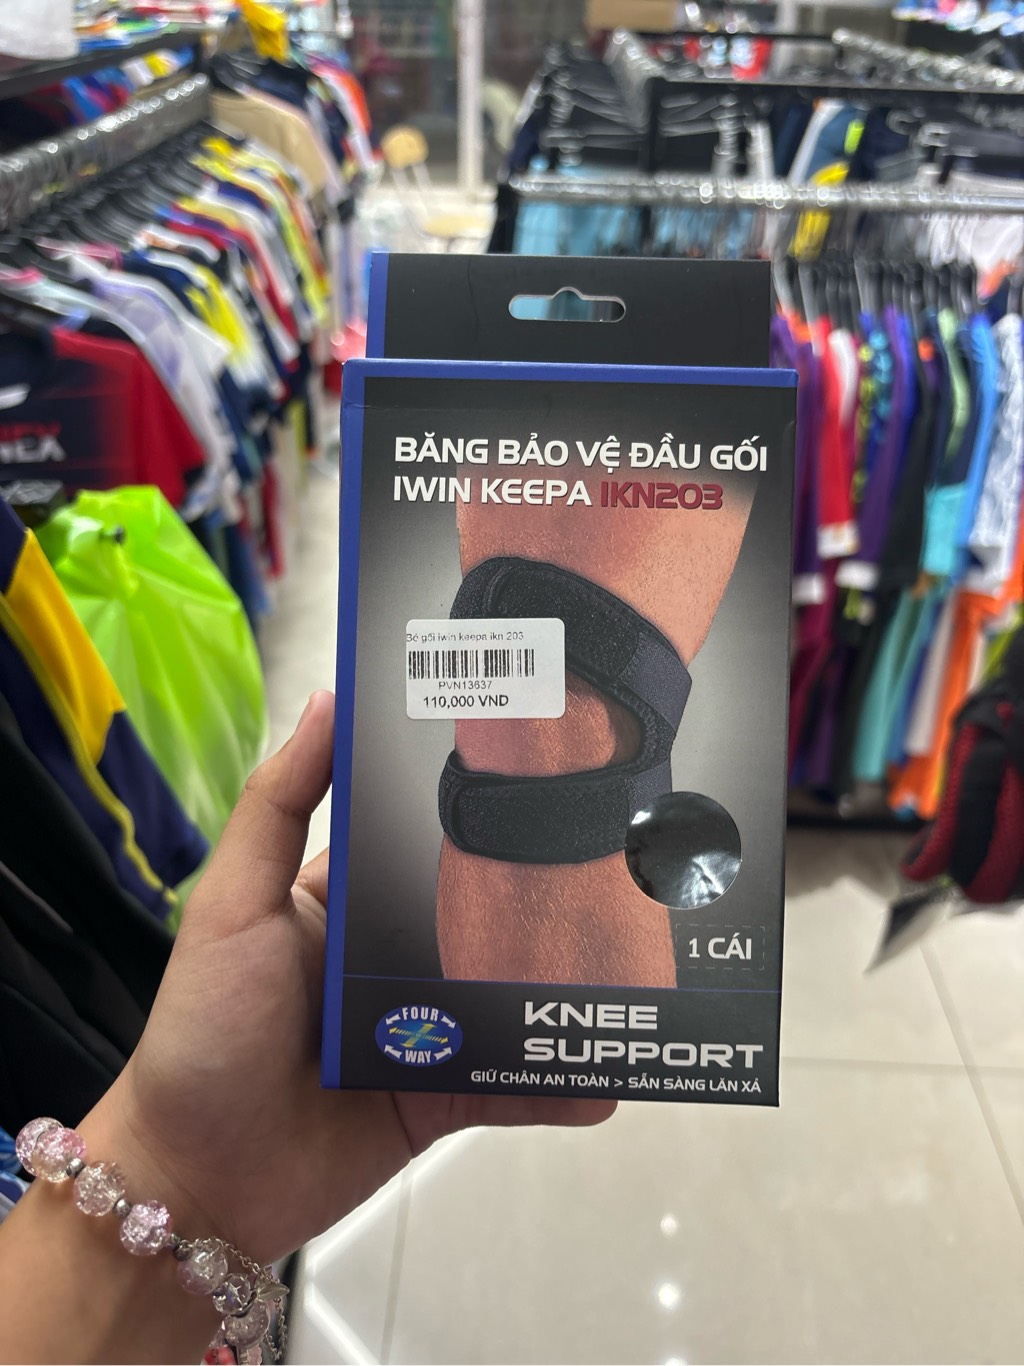 BĂNG BẢO VỆ ĐẦU GỐI
IWIN KEEPA IKN203
Bó gối iwin keepa ikn 203
PVN13637
110,000 VND
1 CÁI
FOUR
WAY
KNEE
SUPPORT
GIỮ CHÂN AN TOÀN > SẴN SÀNG LĂN XẢ